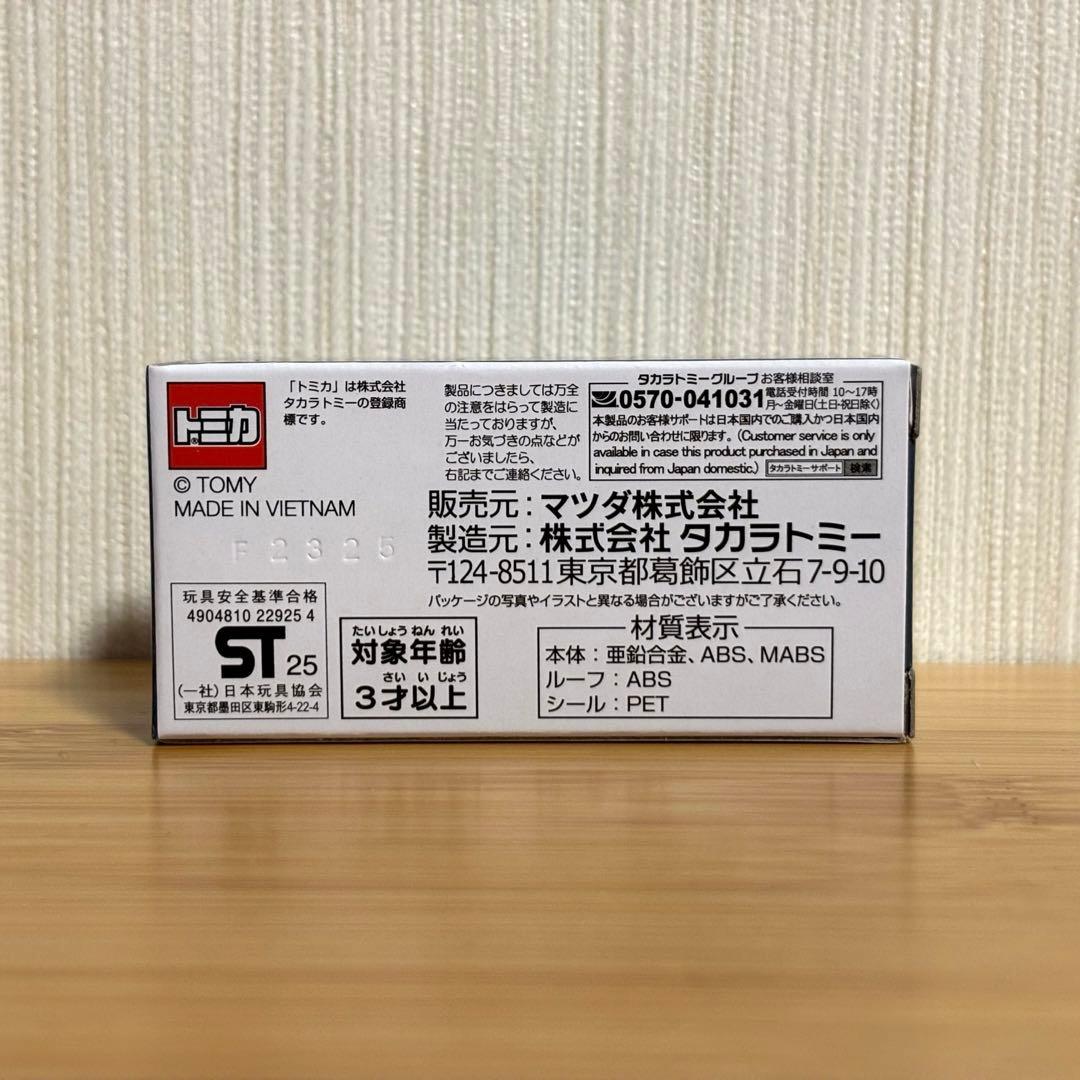 トミカ
「トミカ」は株式会社
タカラトミーの登録商
標です。
© TOMY
MADE IN VIETNAM
F2325
製品につきましては万全
の注意をはらって製造に
当たっておりますが、
万一お気づきの点などが
ございましたら、
右記までご連絡ください。
タカラトミーグループお客様相談室
0570-041031 電話受付時間 10〜17時
月〜金曜日(土日・祝日除く)
本製品のお客様サポートは日本国内でのご購入かつ日本国内
からのお問い合わせに限ります。(Customer service is only
available in case this product purchased in Japan and
inquired from Japan domestic.) タカラトミーサポート 検索
販売元:マツダ株式会社
製造元:株式会社 タカラトミー
〒124-8511 東京都葛飾区立石 7-9-10
パッケージの写真やイラストと異なる場合がございますがご了承ください。
玩具安全基準合格
4904810 22925 4
ST 25
(一社)日本玩具協会
東京都墨田区東駒形4-22-4
たいしょう ねん れい
対象年齢
さい い じょう
3才以上
材質表示
本体:亜鉛合金、ABS、MABS
ルーフ:ABS
シール:PET